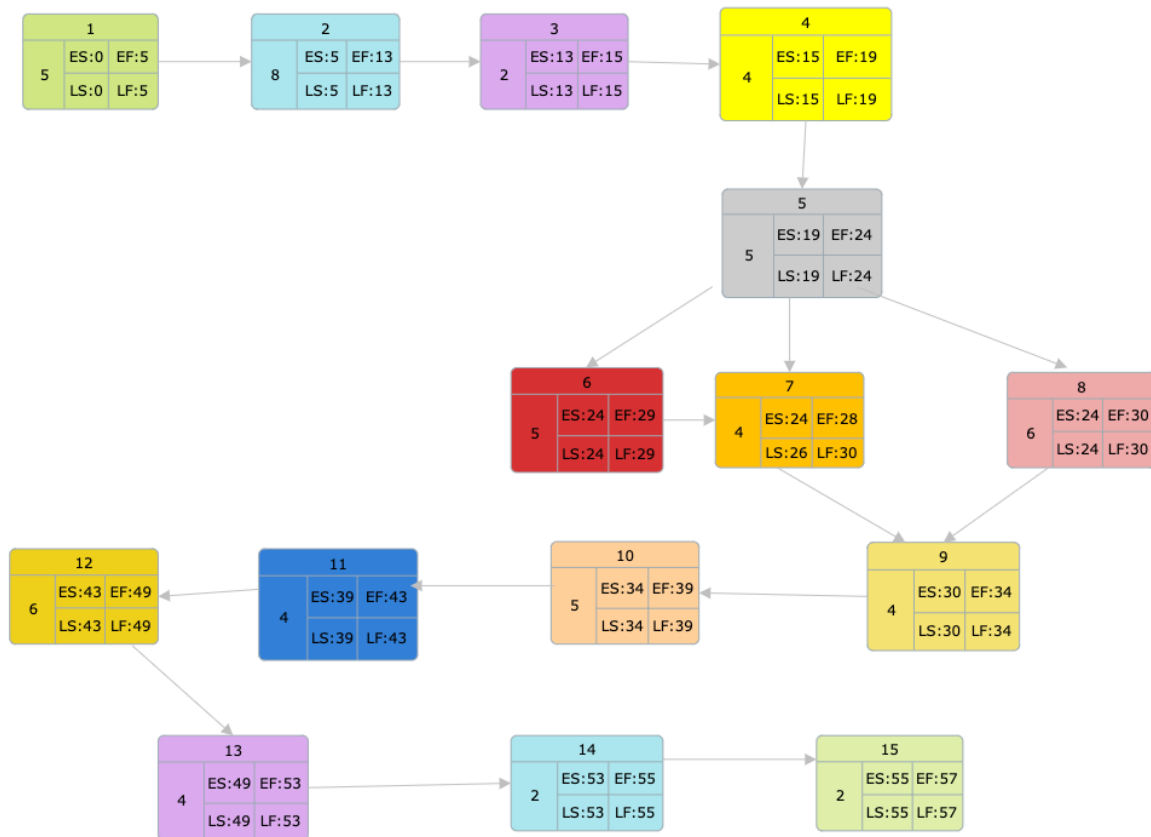 1
5 ES:0 EF:5
LS:0 LF:5
2
8 ES:5 EF:13
LS:5 LF:13
3
2 ES:13 EF:15
LS:13 LF:15
4
4 ES:15 EF:19
LS:15 LF:19
5
5 ES:19 EF:24
LS:19 LF:24
6
5 ES:24 EF:29
LS:24 LF:29
7
4 ES:24 EF:28
LS:26 LF:30
8
6 ES:24 EF:30
LS:24 LF:30
12
6 ES:43 EF:49
LS:43 LF:49
11
4 ES:39 EF:43
LS:39 LF:43
10
5 ES:34 EF:39
LS:34 LF:39
9
4 ES:30 EF:34
LS:30 LF:34
13
4 ES:49 EF:53
LS:49 LF:53
14
2 ES:53 EF:55
LS:53 LF:55
15
2 ES:55 EF:57
LS:55 LF:57